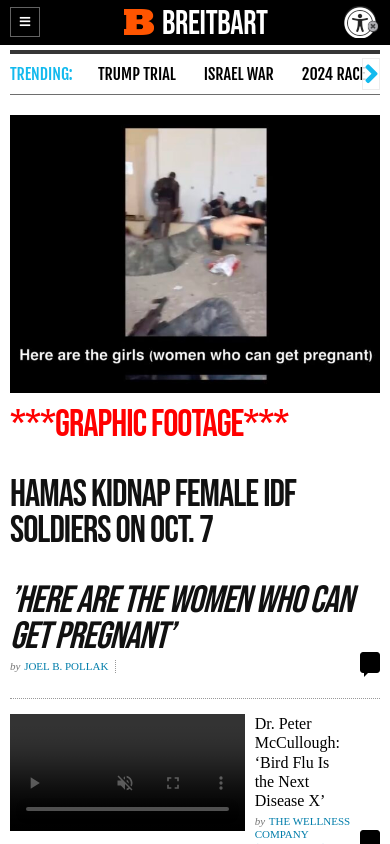 BREITBART
TRENDING: TRUMP TRIAL ISRAEL WAR 2024 RACE
Here are the girls (women who can get pregnant)
***GRAPHIC FOOTAGE***
HAMAS KIDNAP FEMALE IDF
SOLDIERS ON OCT. 7
’HERE ARE THE WOMEN WHO CAN
GET PREGNANT’
by JOEL B. POLLAK
Dr. Peter
McCullough:
‘Bird Flu Is
the Next
Disease X’
by THE WELLNESS
COMPANY